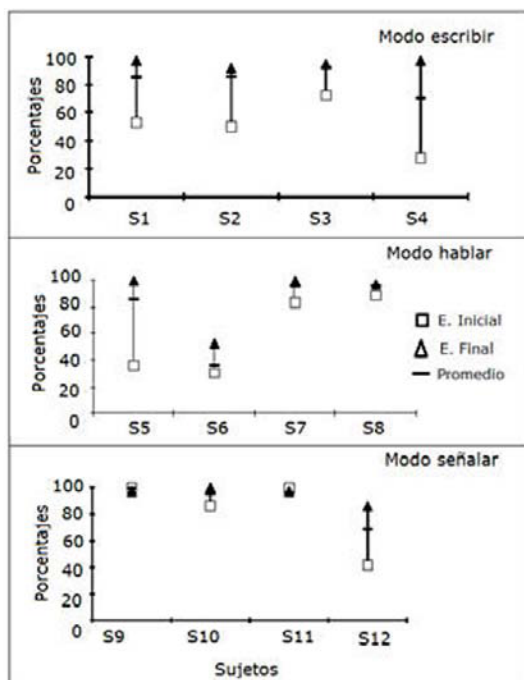 Modo escribir
Porcentajes
100
80
60
40
20
0
S1 S2 S3 S4
Modo hablar
Porcentajes
100
80
60
40
20
0
S5 S6 S7 S8
E. Inicial
E. Final
Promedio
Modo señalar
Porcentajes
100
80
60
40
20
0
S9 S10 S11 S12
Sujetos